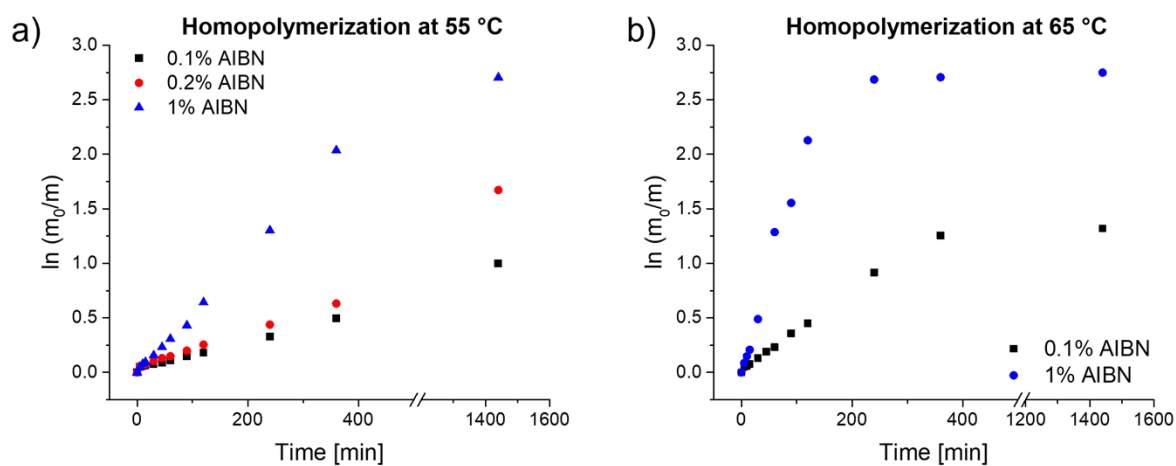 a)
Homopolymerization at 55 °C
3.0
2.5
2.0
1.5
1.0
0.5
0.0
ln (m0/m)
0.1% AIBN
0.2% AIBN
1% AIBN
0 200 400 1400 1600
Time [min]
b)
Homopolymerization at 65 °C
3.0
2.5
2.0
1.5
1.0
0.5
0.0
ln (m0/m)
0.1% AIBN
1% AIBN
0 200 400 1200 1400 1600
Time [min]